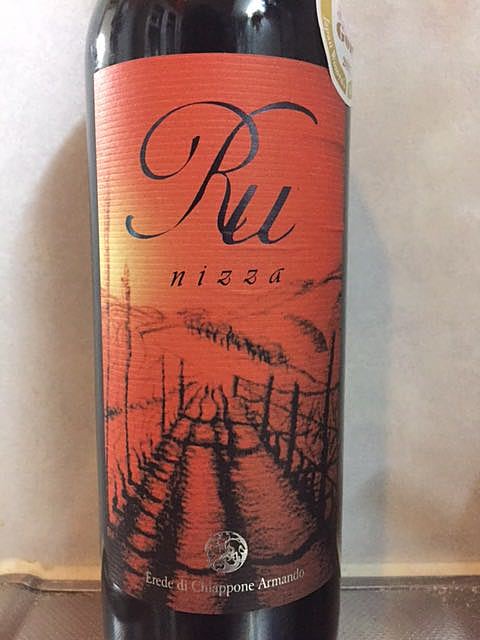 Ru
nizza
Erede di Chiappone Armando